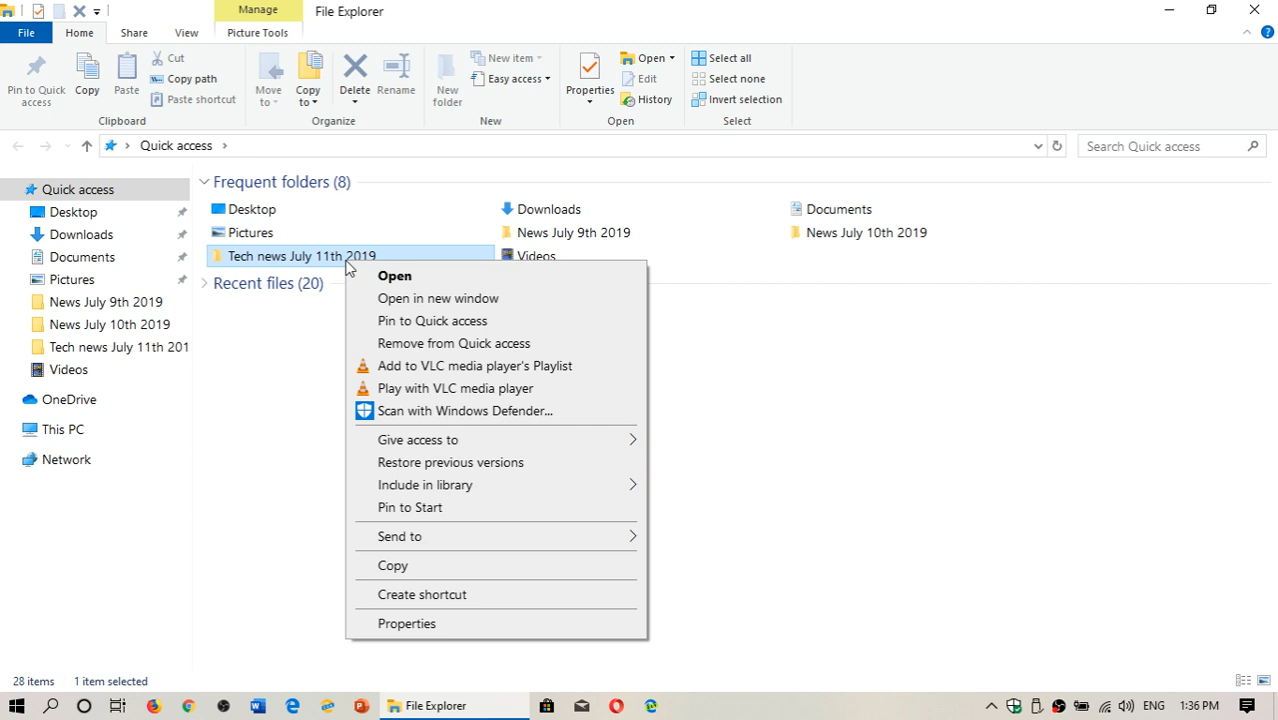 Manage
File Explorer
File
Home
Share
View
Picture Tools
Pin to Quick access
Copy
Paste
Cut
Copy path
Paste shortcut
Clipboard
Move to
Copy to
Delete
Rename
Organize
New folder
New item
Easy access
New
Properties
Open
Edit
History
Open
Select all
Select none
Invert selection
Select
Quick access
Search Quick access
Quick access
Desktop
Downloads
Documents
Pictures
News July 9th 2019
News July 10th 2019
Tech news July 11th 201
Videos
OneDrive
This PC
Network
Frequent folders (8)
Desktop
Downloads
Documents
Pictures
News July 9th 2019
News July 10th 2019
Tech news July 11th 2019
Videos
Recent files (20)
Open
Open in new window
Pin to Quick access
Remove from Quick access
Add to VLC media player's Playlist
Play with VLC media player
Scan with Windows Defender...
Give access to
Restore previous versions
Include in library
Pin to Start
Send to
Copy
Create shortcut
Properties
28 items
1 item selected
File Explorer
ENG
1:36 PM